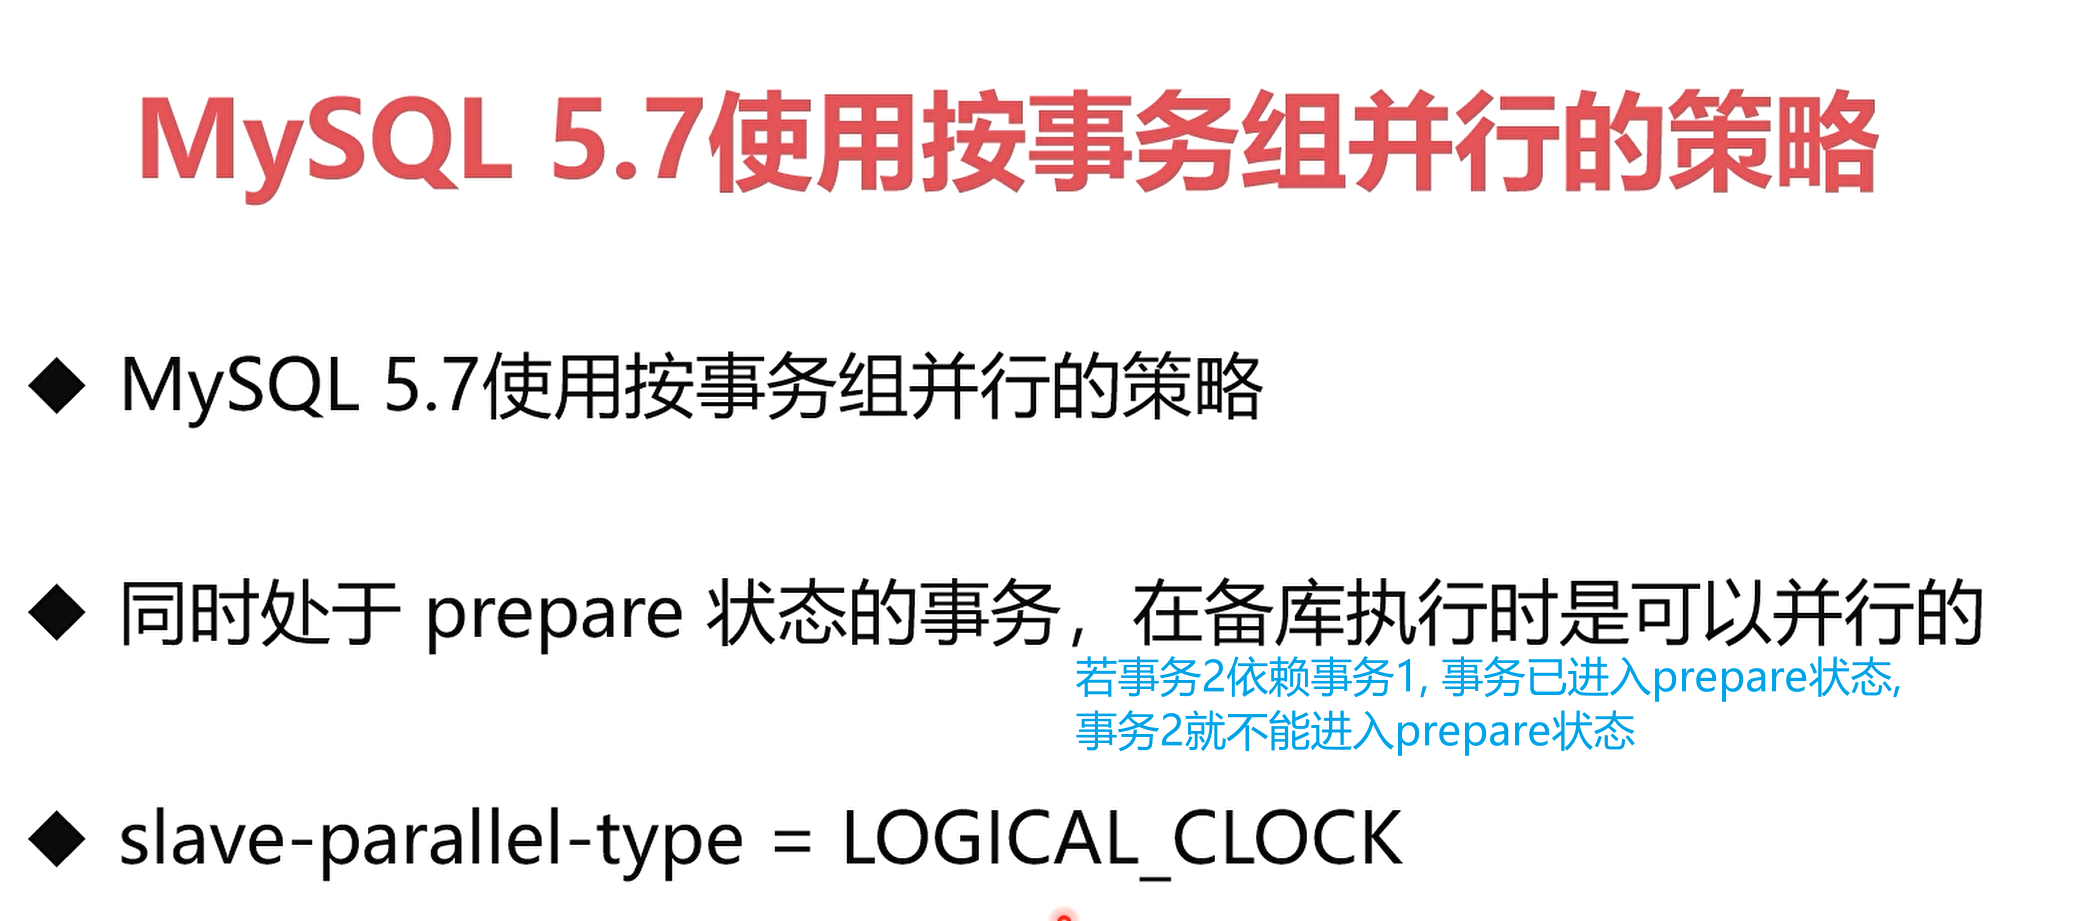 MySQL 5.7使用按事务组并行的策略
◆ MySQL 5.7使用按事务组并行的策略
◆ 同时处于 prepare 状态的事务，在备库执行时是可以并行的
若事务2依赖事务1, 事务已进入prepare状态,
事务2就不能进入prepare状态
◆ slave-parallel-type = LOGICAL_CLOCK